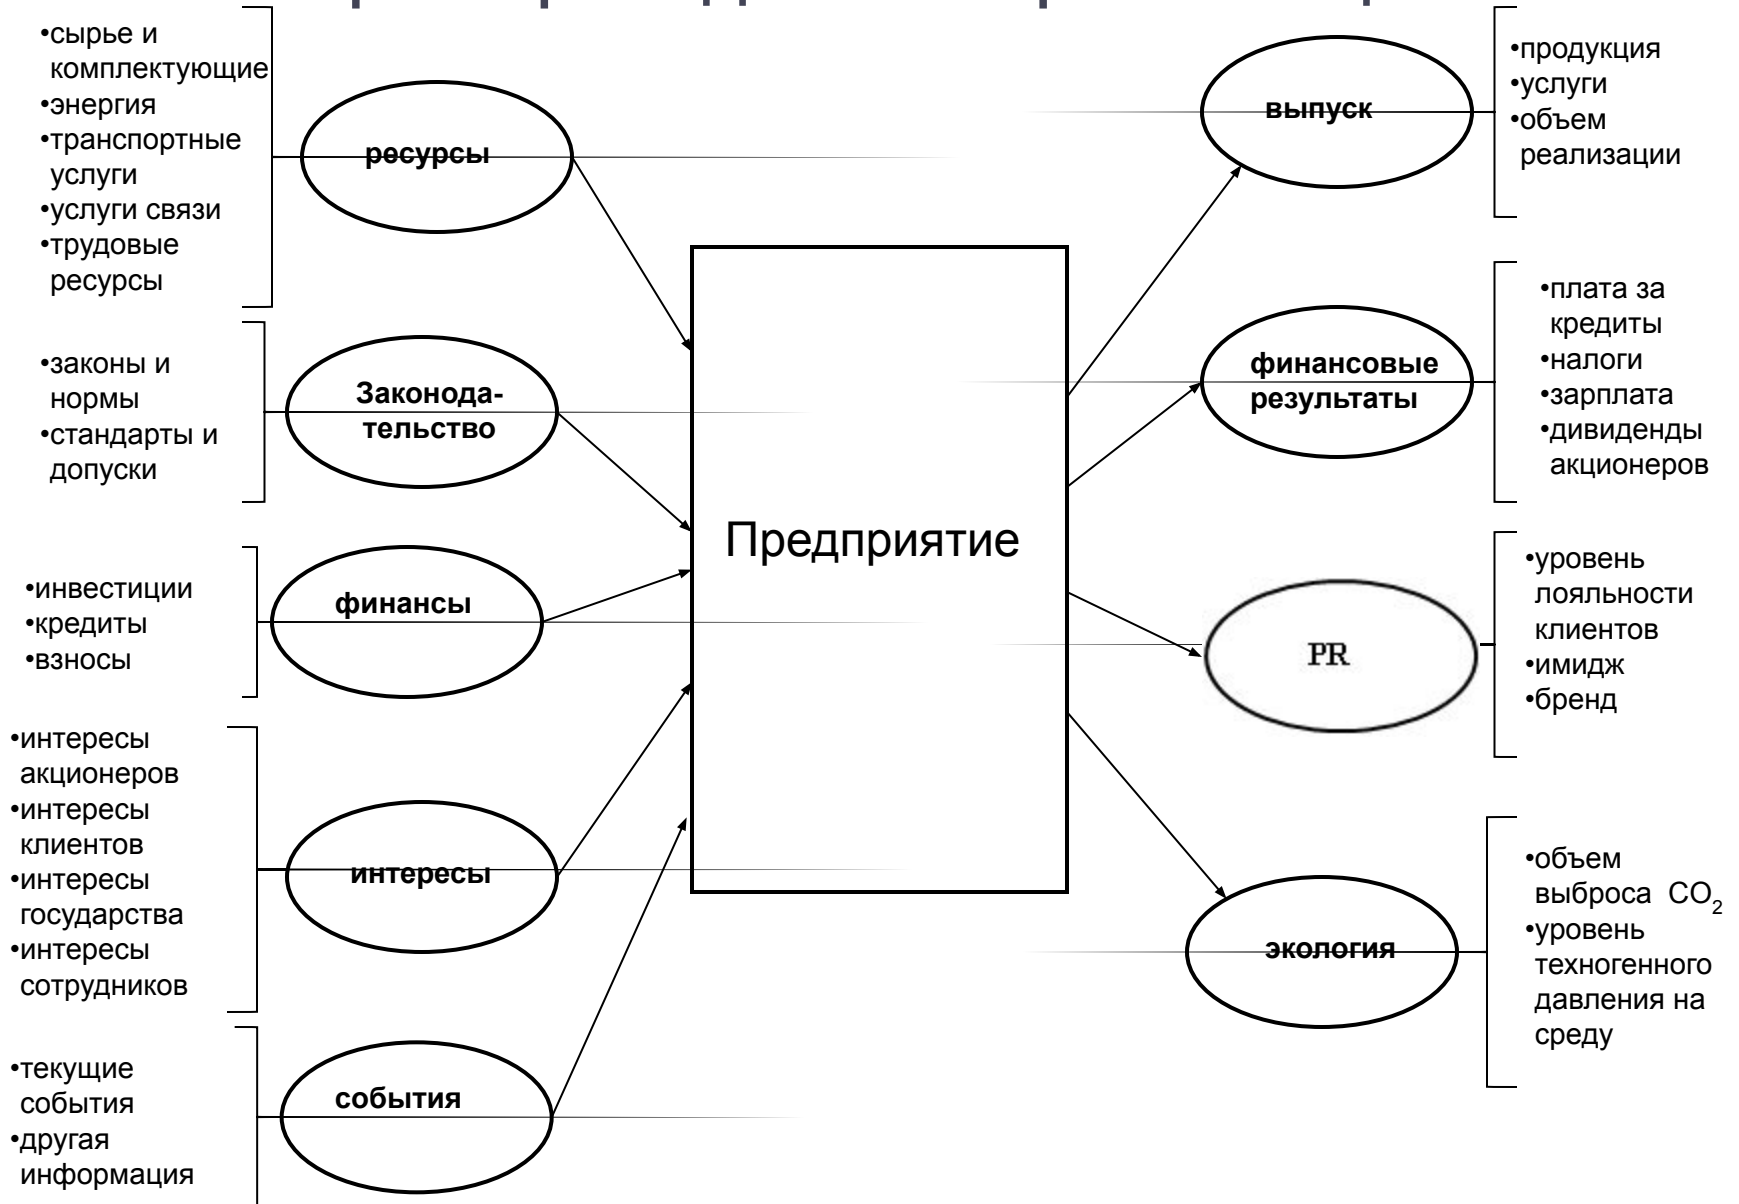 •сырье и
комплектующие
•энергия
•транспортные
услуги
•услуги связи
•трудовые
ресурсы
ресурсы
•законы и
нормы
•стандарты и
допуски
Законода-
тельство
•инвестиции
•кредиты
•взносы
финансы
•интересы
акционеров
•интересы
клиентов
•интересы
государства
•интересы
сотрудников
интересы
•текущие
события
•другая
информация
события
Предприятие
выпуск
•продукция
•услуги
•объем
реализации
финансовые
результаты
•плата за
кредиты
•налоги
•зарплата
•дивиденды
акционеров
PR
•уровень
лояльности
клиентов
•имидж
•бренд
экология
•объем
выброса CO₂
•уровень
техногенного
давления на
среду